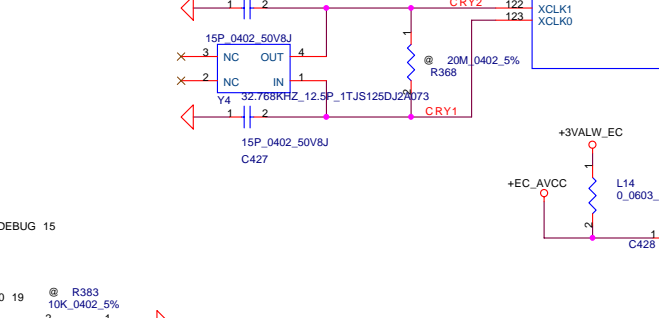 1 2
CRY2
122
XCLK1
123
XCLK0
15P_0402_50V8J
3 NC OUT 4
@ 20M_0402_5%
R368
1
2
2 NC IN 1
Y4 32.768KHZ_12.5P_1TJS125DJ2A073
1 2
CRY1
15P_0402_50V8J
C427
+3VALW_EC
1
+EC_AVCC
L14
0_0603_
2
DEBUG 15
1
C428
0 19
@ R383
10K_0402_5%
2 1